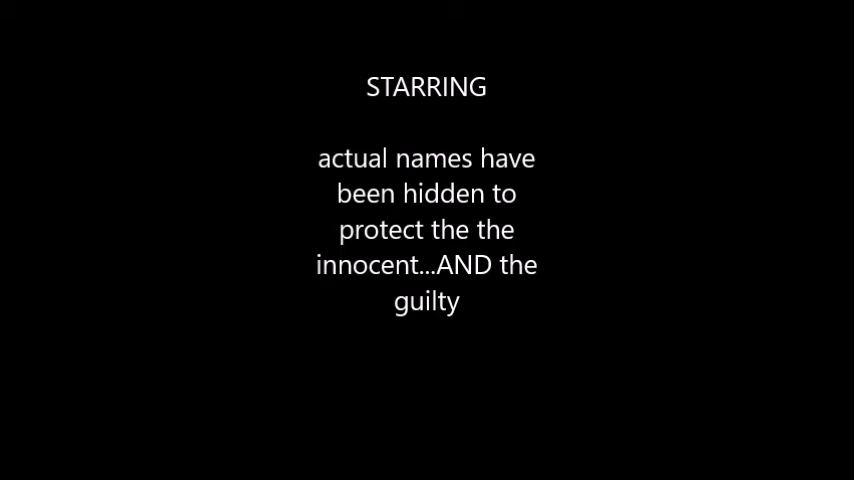 STARRING
actual names have
been hidden to
protect the the
innocent...AND the
guilty